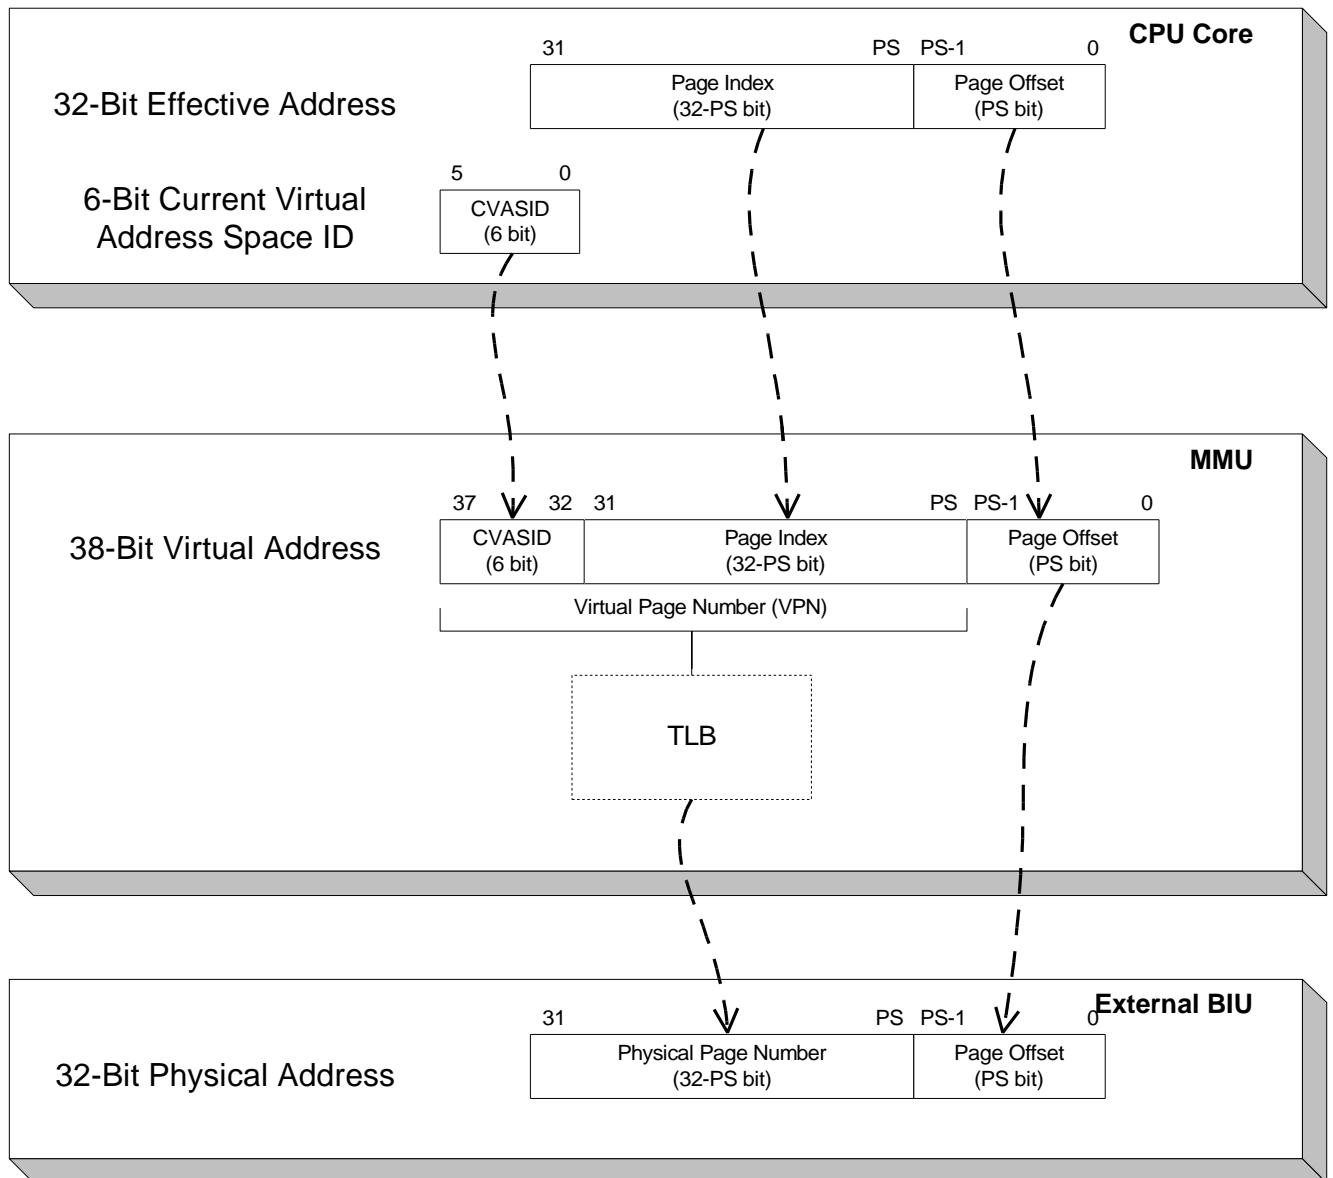 CPU Core
31 PS PS-1 0
32-Bit Effective Address
Page Index
(32-PS bit)
Page Offset
(PS bit)
5 0
6-Bit Current Virtual
Address Space ID
CVASID
(6 bit)
MMU
37 32 31 PS PS-1 0
38-Bit Virtual Address
CVASID
(6 bit)
Page Index
(32-PS bit)
Page Offset
(PS bit)
Virtual Page Number (VPN)
TLB
External BIU
31 PS PS-1 0
32-Bit Physical Address
Physical Page Number
(32-PS bit)
Page Offset
(PS bit)